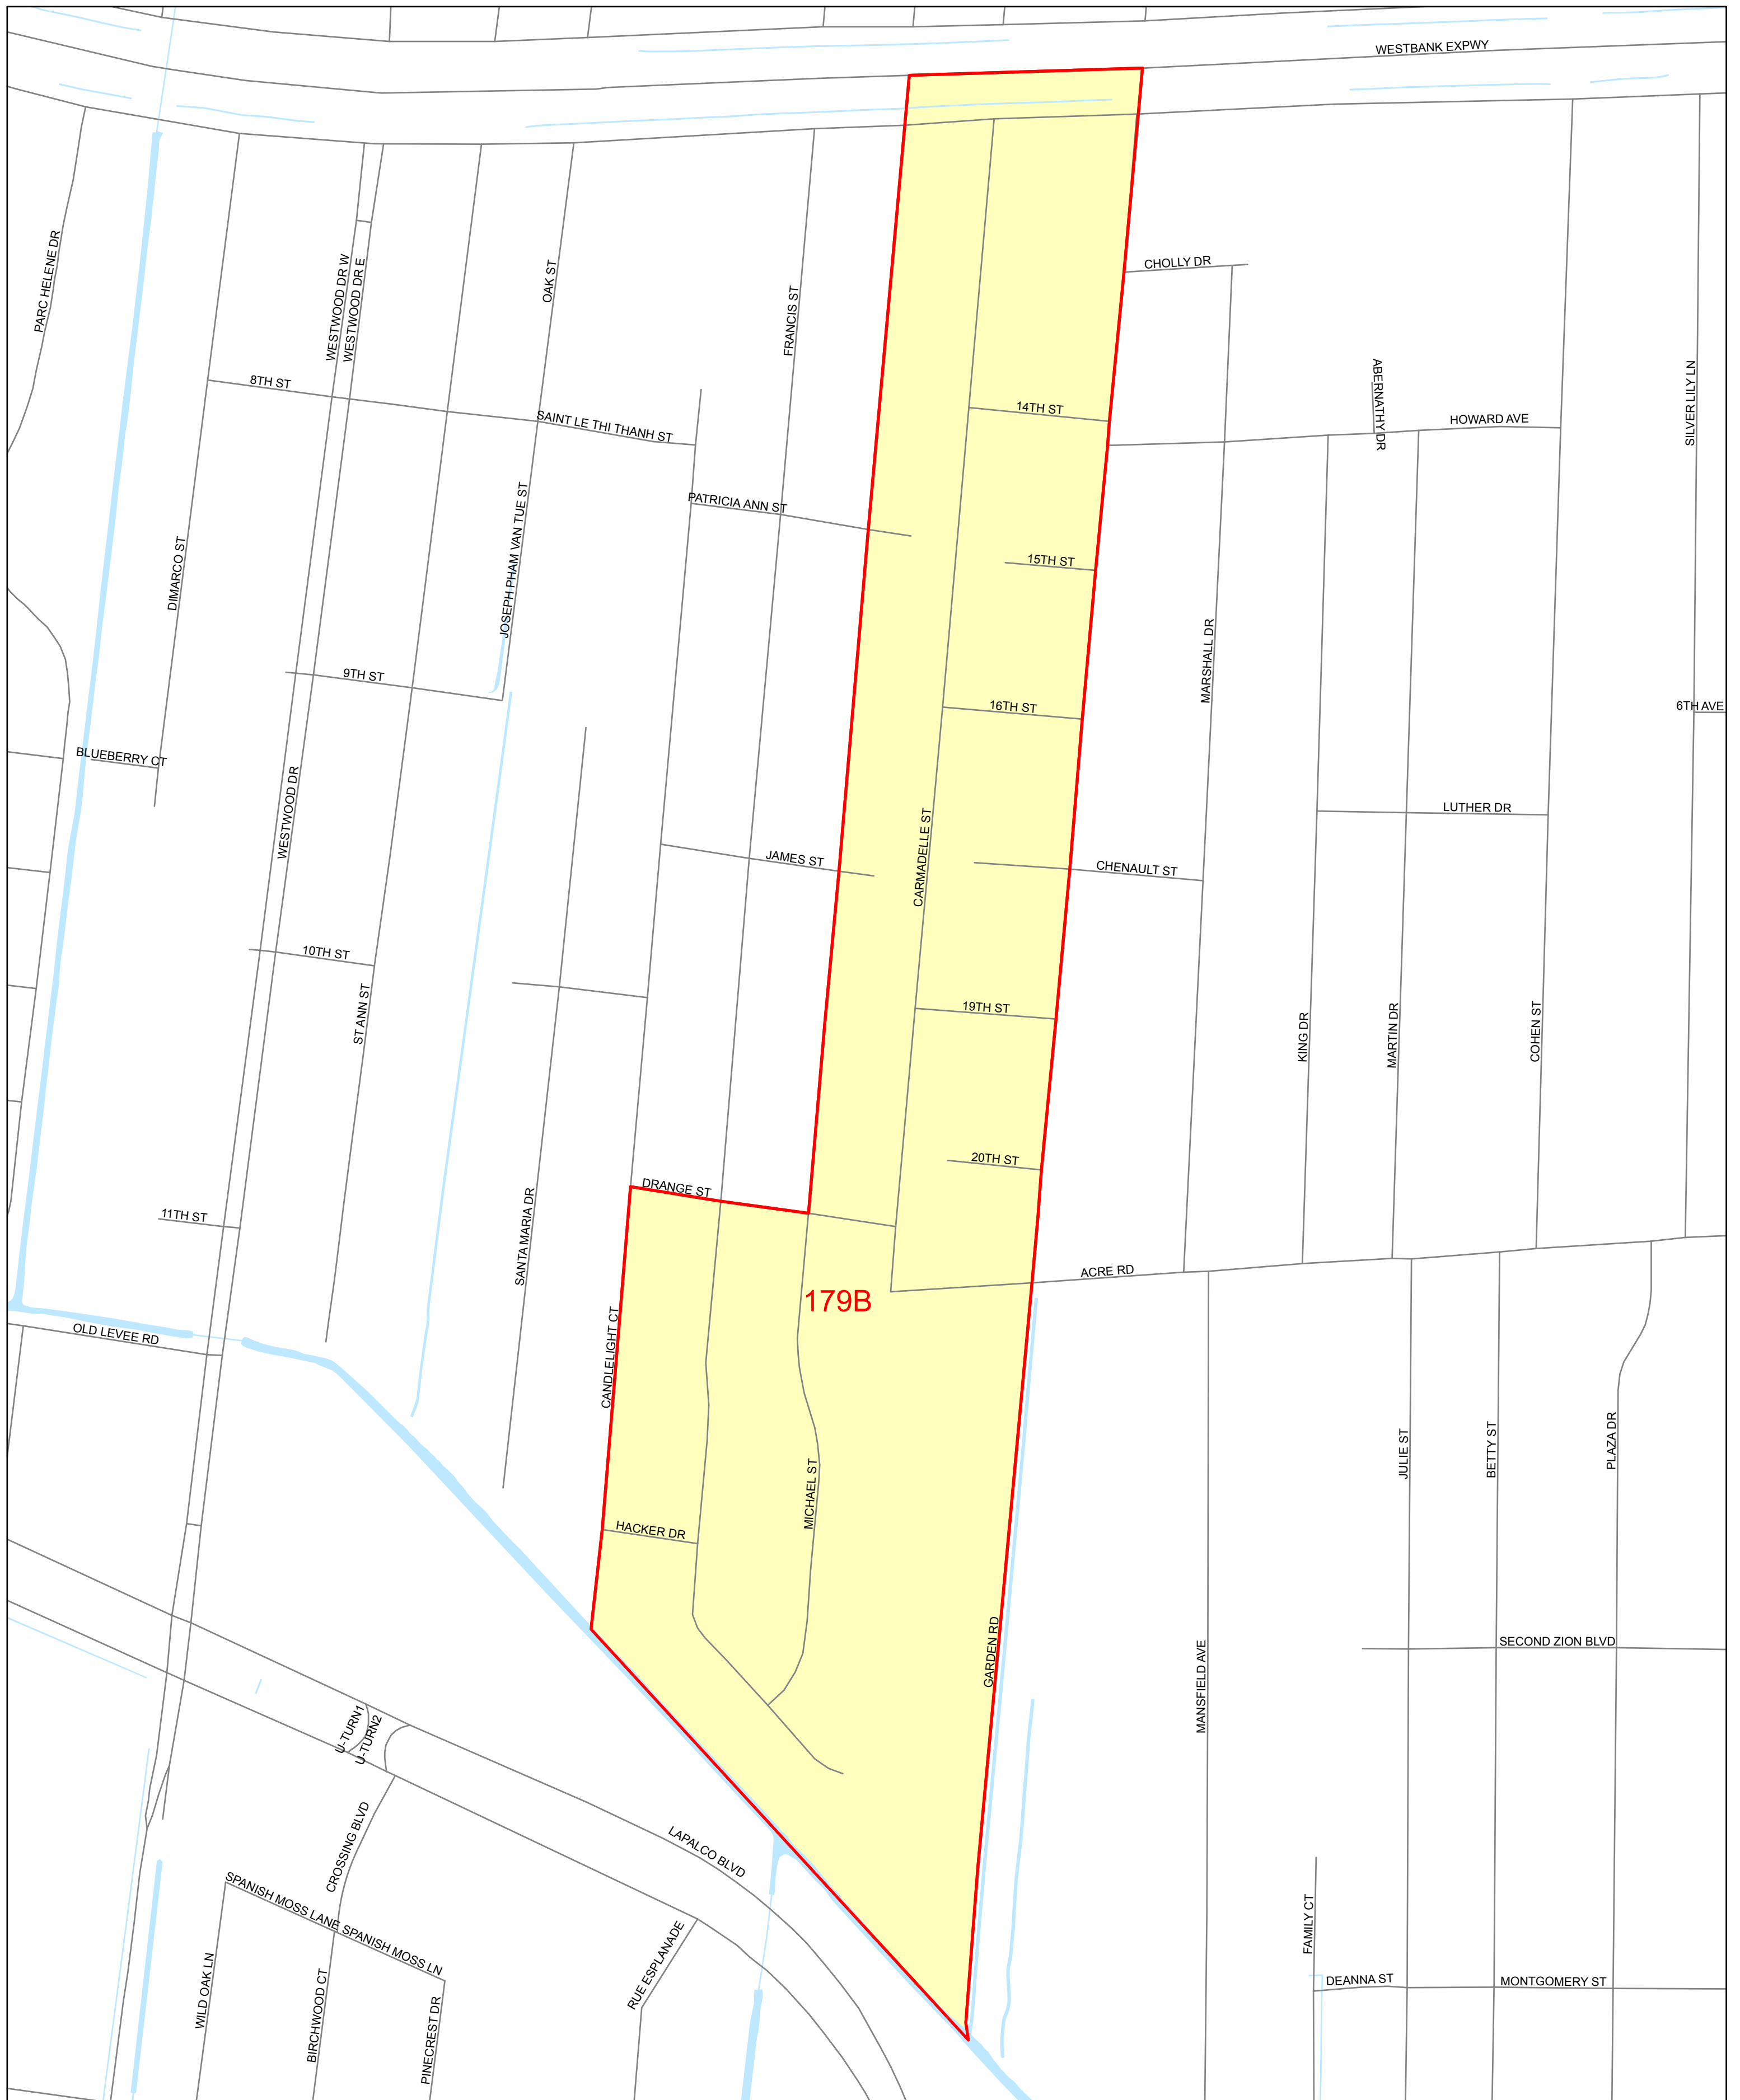 WESTBANK EXPWY
PARC HELENE DR
WESTWOOD DR W
WESTWOOD DR E
OAK ST
FRANCIS ST
CHOLLY DR
8TH ST
SAINT LE THI THANH ST
14TH ST
ABERNATHY DR
HOWARD AVE
SILVER LILY LN
PATRICIA ANN ST
DIMARCO ST
JOSEPH PHAM VAN TUE ST
15TH ST
MARSHALL DR
9TH ST
16TH ST
6TH AVE
BLUEBERRY CT
WESTWOOD DR
LUTHER DR
JAMES ST
CARMADELLE ST
CHENAULT ST
10TH ST
ST ANN ST
19TH ST
KING DR
MARTIN DR
COHEN ST
20TH ST
DRANGE ST
11TH ST
SANTA MARIA DR
ACRE RD
179B
OLD LEVEE RD
CANDLELIGHT CT
JULIE ST
BETTY ST
PLAZA DR
MICHAEL ST
HACKER DR
GARDEN RD
MANSFIELD AVE
SECOND ZION BLVD
U-TURN1
U-TURN2
CROSSING BLVD
LAPALCO BLVD
SPANISH MOSS LANE SPANISH MOSS LN
WILD OAK LN
BIRCHWOOD CT
PINECREST DR
RUE ESPLANADE
FAMILY CT
DEANNA ST
MONTGOMERY ST